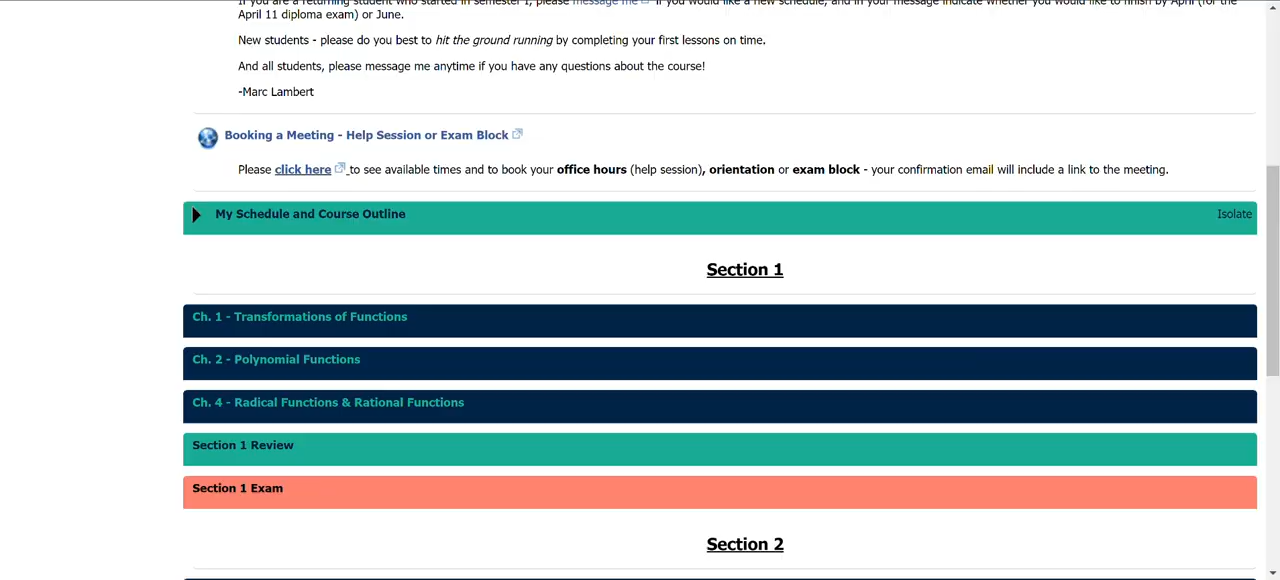 If you are a returning student who started in semester 1, please message me if you would like a new schedule, and in your message indicate whether you would like to finish by April (for the
April 11 diploma exam) or June.
New students - please do you best to hit the ground running by completing your first lessons on time.
And all students, please message me anytime if you have any questions about the course!
-Marc Lambert
Booking a Meeting - Help Session or Exam Block
Please click here to see available times and to book your office hours (help session), orientation or exam block - your confirmation email will include a link to the meeting.
My Schedule and Course Outline Isolate
Section 1
Ch. 1 - Transformations of Functions
Ch. 2 - Polynomial Functions
Ch. 4 - Radical Functions & Rational Functions
Section 1 Review
Section 1 Exam
Section 2